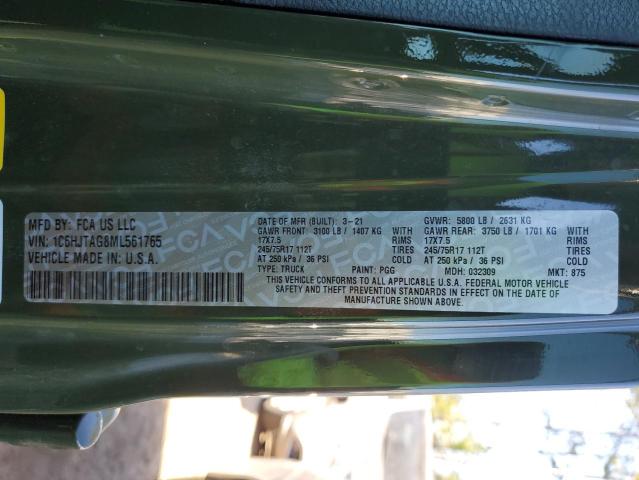 MFD BY: FCA US LLC
VIN: 1C6HJTAG8ML561765
VEHICLE MADE IN U.S.A.
DATE OF MFR (BUILT): 3-21
GAWR FRONT: 3100 LB / 1407 KG WITH
17X7.5 RIMS
245/75R17 112T TIRES
AT 250 kPa / 36 PSI COLD
TYPE: TRUCK PAINT: PGG
GVWR: 5800 LB / 2631 KG
GAWR REAR: 3750 LB / 1701 KG WITH
17X7.5 RIMS
245/75R17 112T TIRES
AT 250 kPa / 36 PSI COLD
MDH: 032309 MKT: 875
THIS VEHICLE CONFORMS TO ALL APPLICABLE U.S.A. FEDERAL MOTOR VEHICLE
SAFETY AND THEFT PREVENTION STANDARDS IN EFFECT ON THE DATE OF
MANUFACTURE SHOWN ABOVE.